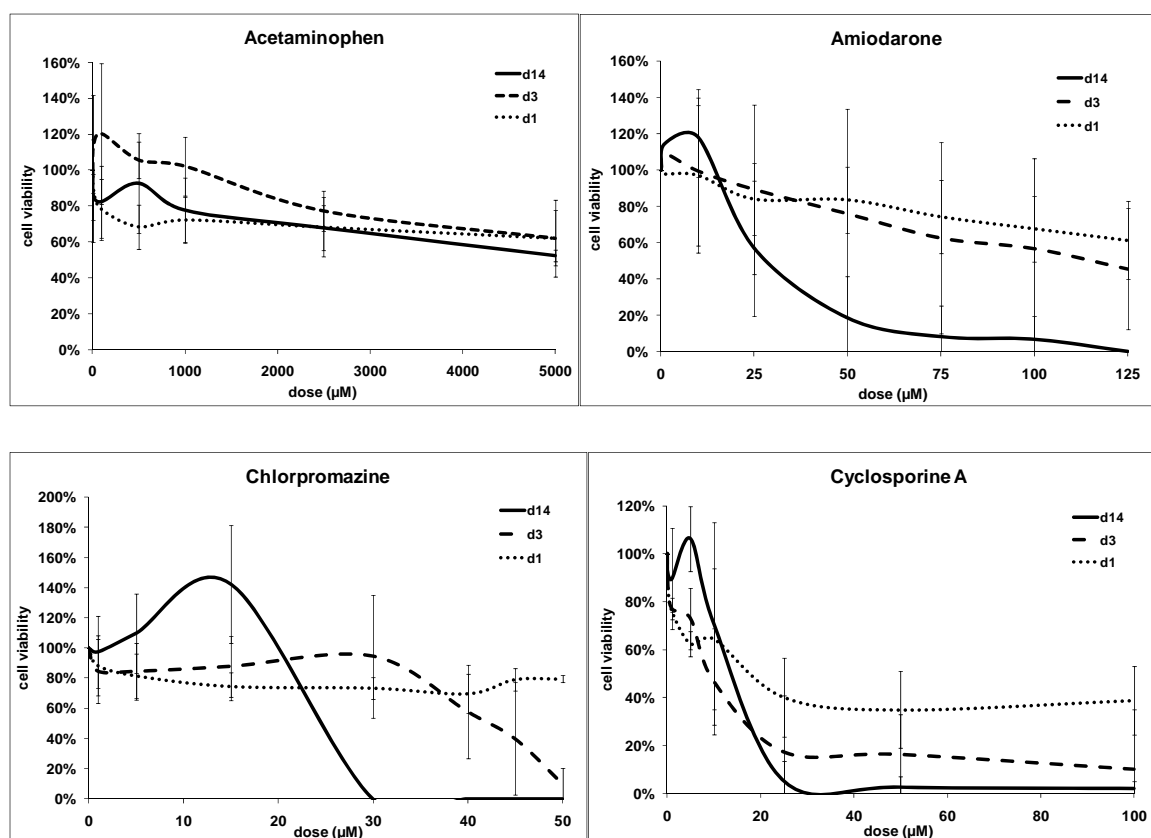 Acetaminophen
160%
140%
120%
100%
80%
60%
40%
20%
0%
cell viability
d14
d3
d1
0 1000 2000 3000 4000 5000
dose (µM)
Amiodarone
160%
140%
120%
100%
80%
60%
40%
20%
0%
cell viability
d14
d3
d1
0 25 50 75 100 125
dose (µM)
Chlorpromazine
200%
180%
160%
140%
120%
100%
80%
60%
40%
20%
0%
cell viability
d14
d3
d1
0 10 20 30 40 50
dose (µM)
Cyclosporine A
120%
100%
80%
60%
40%
20%
0%
cell viability
d14
d3
d1
0 20 40 60 80 100
dose (µM)